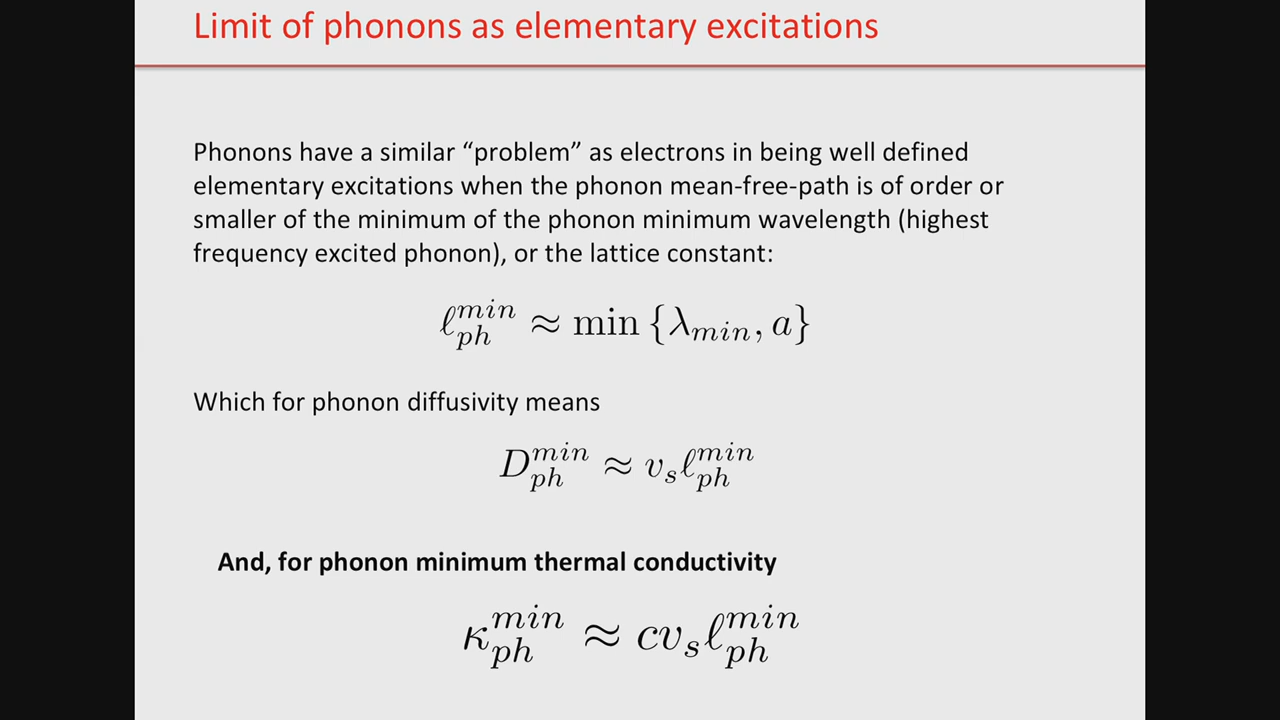 Limit of phonons as elementary excitations
Phonons have a similar “problem” as electrons in being well defined
elementary excitations when the phonon mean-free-path is of order or
smaller of the minimum of the phonon minimum wavelength (highest
frequency excited phonon), or the lattice constant:
ℓ_{ph}^{min} ≈ min {λ_{min}, a}
Which for phonon diffusivity means
D_{ph}^{min} ≈ v_s ℓ_{ph}^{min}
And, for phonon minimum thermal conductivity
κ_{ph}^{min} ≈ cv_s ℓ_{ph}^{min}